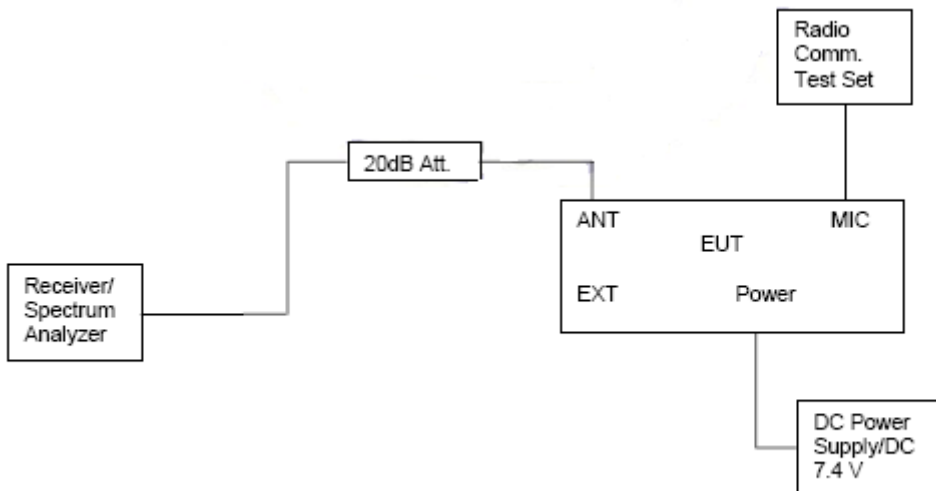 Radio
Comm.
Test Set
20dB Att.
ANT
MIC
EUT
EXT
Power
Receiver/
Spectrum
Analyzer
DC Power
Supply/DC
7.4 V